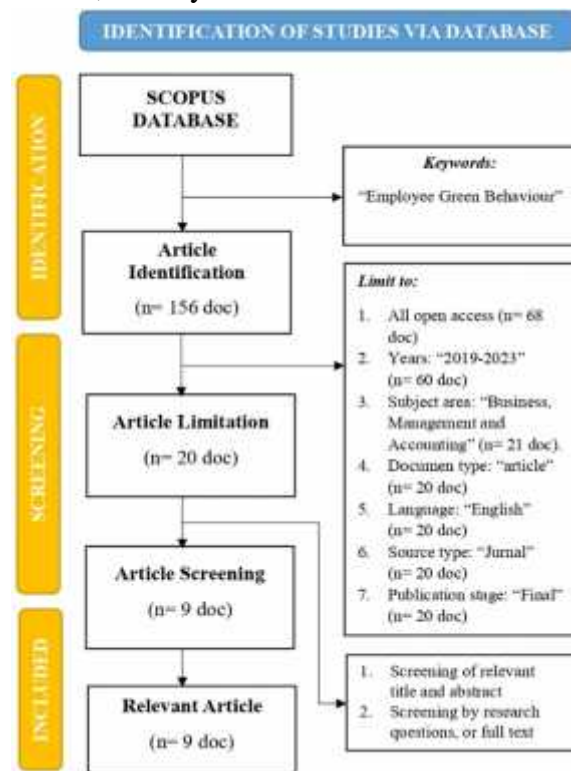 IDENTIFICATION OF STUDIES VIA DATABASE
IDENTIFICATION
SCOPUS
DATABASE
Keywords:
“Employee Green Behaviour”
Article
Identification
(n= 156 doc)
Limit to:
1. All open access (n= 68
doc)
2. Years: “2019-2023”
(n= 60 doc)
3. Subject area: “Business,
Management and
Accounting” (n= 21 doc).
4. Documen type: “article”
(n= 20 doc)
5. Language: “English”
(n= 20 doc)
6. Source type: “Jurnal”
(n= 20 doc)
7. Publication stage: “Final”
(n= 20 doc)
SCREENING
Article Limitation
(n= 20 doc)
Article Screening
(n= 9 doc)
1. Screening of relevant
title and abstract
2. Screening by research
questions, or full text
INCLUDED
Relevant Article
(n= 9 doc)